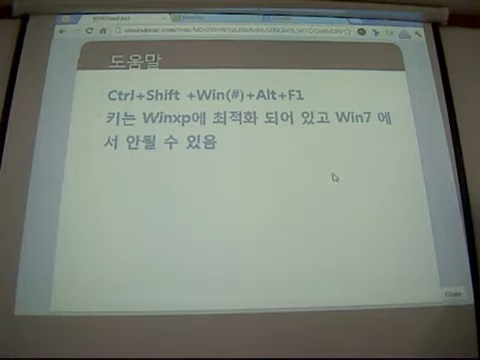 도움말
Ctrl+Shift +Win(#)+Alt+F1
키는 Winxp에 최적화 되어 있고 Win7 에
서 안될 수 있음
Close